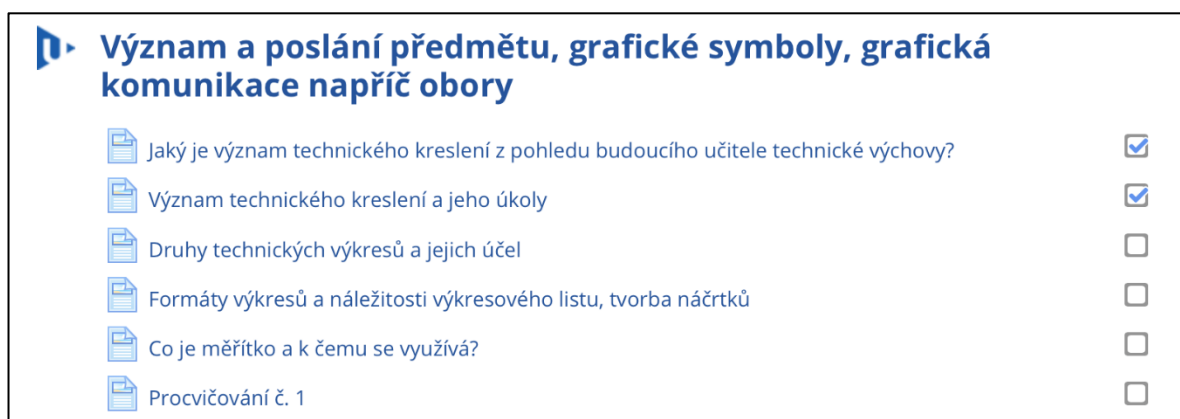 Význam a poslání předmětu, grafické symboly, grafická
komunikace napříč obory
Jaký je význam technického kreslení z pohledu budoucího učitele technické výchovy?
Význam technického kreslení a jeho úkoly
Druhy technických výkresů a jejich účel
Formáty výkresů a náležitosti výkresového listu, tvorba náčrtků
Co je měřítko a k čemu se využívá?
Procvičování č. 1